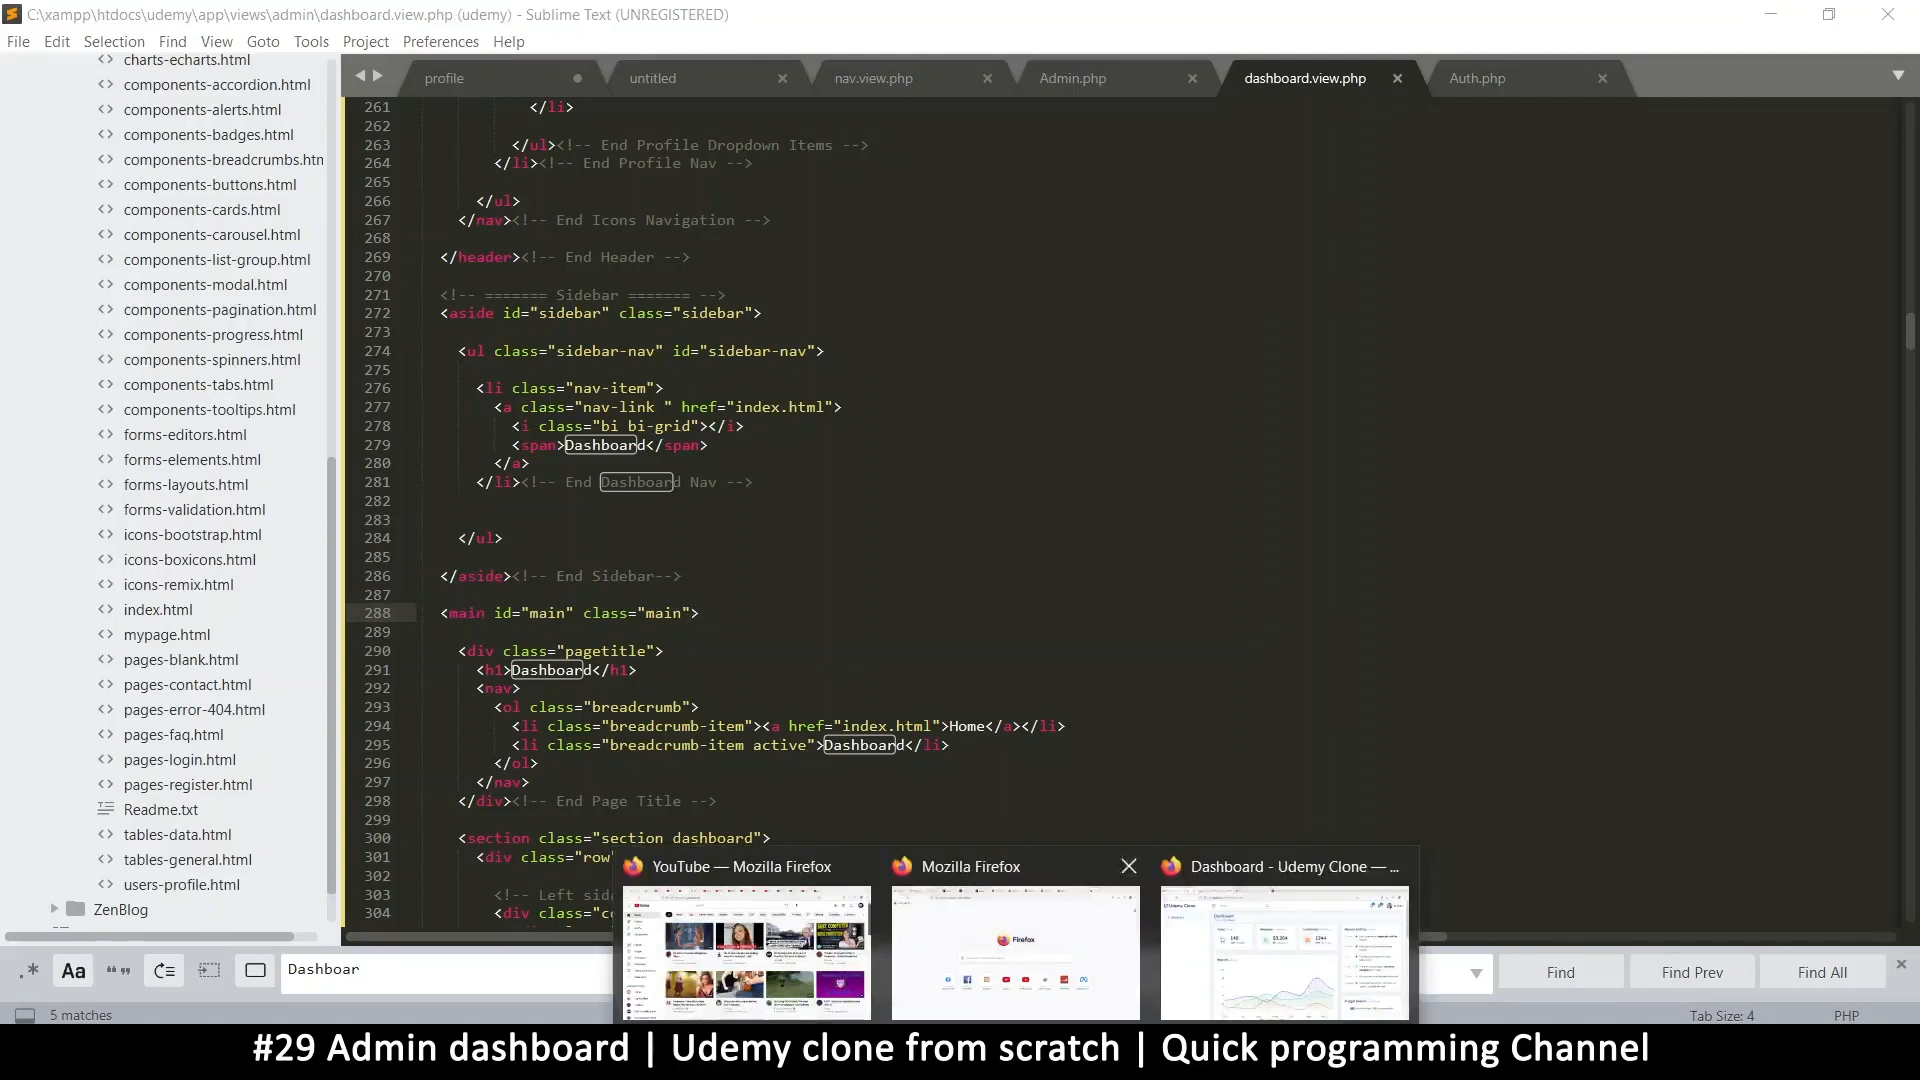 C:\xampp\htdocs\udemy\app\views\admin\dashboard.view.php (udemy) - Sublime Text (UNREGISTERED)
File Edit Selection Find View Goto Tools Project Preferences Help
charts-echarts.html
components-accordion.html
components-alerts.html
components-badges.html
components-breadcrumbs.htm
components-buttons.html
components-cards.html
components-carousel.html
components-list-group.html
components-modal.html
components-pagination.html
components-progress.html
components-spinners.html
components-tabs.html
components-tooltips.html
forms-editors.html
forms-elements.html
forms-layouts.html
forms-validation.html
icons-bootstrap.html
icons-boxicons.html
icons-remix.html
index.html
mypage.html
pages-blank.html
pages-contact.html
pages-error-404.html
pages-faq.html
pages-login.html
pages-register.html
Readme.txt
tables-data.html
tables-general.html
users-profile.html
ZenBlog
profile untitled nav.view.php Admin.php dashboard.view.php Auth.php
261 </li>
262
263 </ul><!-- End Profile Dropdown Items -->
264 </li><!-- End Profile Nav -->
265
266 </ul>
267 </nav><!-- End Icons Navigation -->
268
269 </header><!-- End Header -->
270
271 <!-- ======= Sidebar ======= -->
272 <aside id="sidebar" class="sidebar">
273
274 <ul class="sidebar-nav" id="sidebar-nav">
275
276 <li class="nav-item">
277 <a class="nav-link " href="index.html">
278 <i class="bi bi-grid"></i>
279 <span>Dashboard</span>
280 </a>
281 </li><!-- End Dashboard Nav -->
282
283
284 </ul>
285
286 </aside><!-- End Sidebar-->
287
288 <main id="main" class="main">
289
290 <div class="pagetitle">
291 <h1>Dashboard</h1>
292 <nav>
293 <ol class="breadcrumb">
294 <li class="breadcrumb-item"><a href="index.html">Home</a></li>
295 <li class="breadcrumb-item active">Dashboard</li>
296 </ol>
297 </nav>
298 </div><!-- End Page Title -->
299
300 <section class="section dashboard">
301 <div class="row
302
303 <!-- Left sid
304 <div class="co
YouTube — Mozilla Firefox
Mozilla Firefox
Dashboard - Udemy Clone — ...
Firefox
.* Aa “” Dashboar Find Find Prev Find All
5 matches Tab Size: 4 PHP
#29 Admin dashboard | Udemy clone from scratch | Quick programming Channel